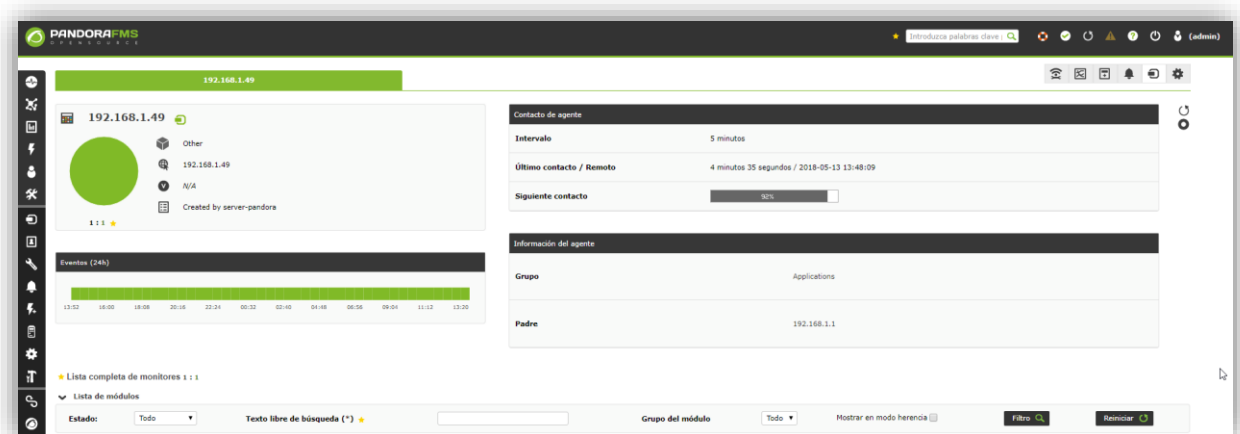 PANDORAFMS
OPENSOURCE
Introduzca palabras clave
(admin)
192.168.1.49
192.168.1.49
Other
192.168.1.49
N/A
Created by server-pandora
1 : 1
Contacto de agente
Intervalo 5 minutos
Último contacto / Remoto 4 minutos 35 segundos / 2018-05-13 13:48:09
Siguiente contacto 92%
Eventos (24h)
13:52 16:00 18:08 20:16 22:24 00:32 02:40 04:48 06:56 09:04 11:12 13:20
Información del agente
Grupo Applications
Padre 192.168.1.1
Lista completa de monitores 1 : 1
Lista de módulos
Estado: Todo Texto libre de búsqueda (*) Grupo del módulo Todo Mostrar en modo herencia Filtro Reiniciar